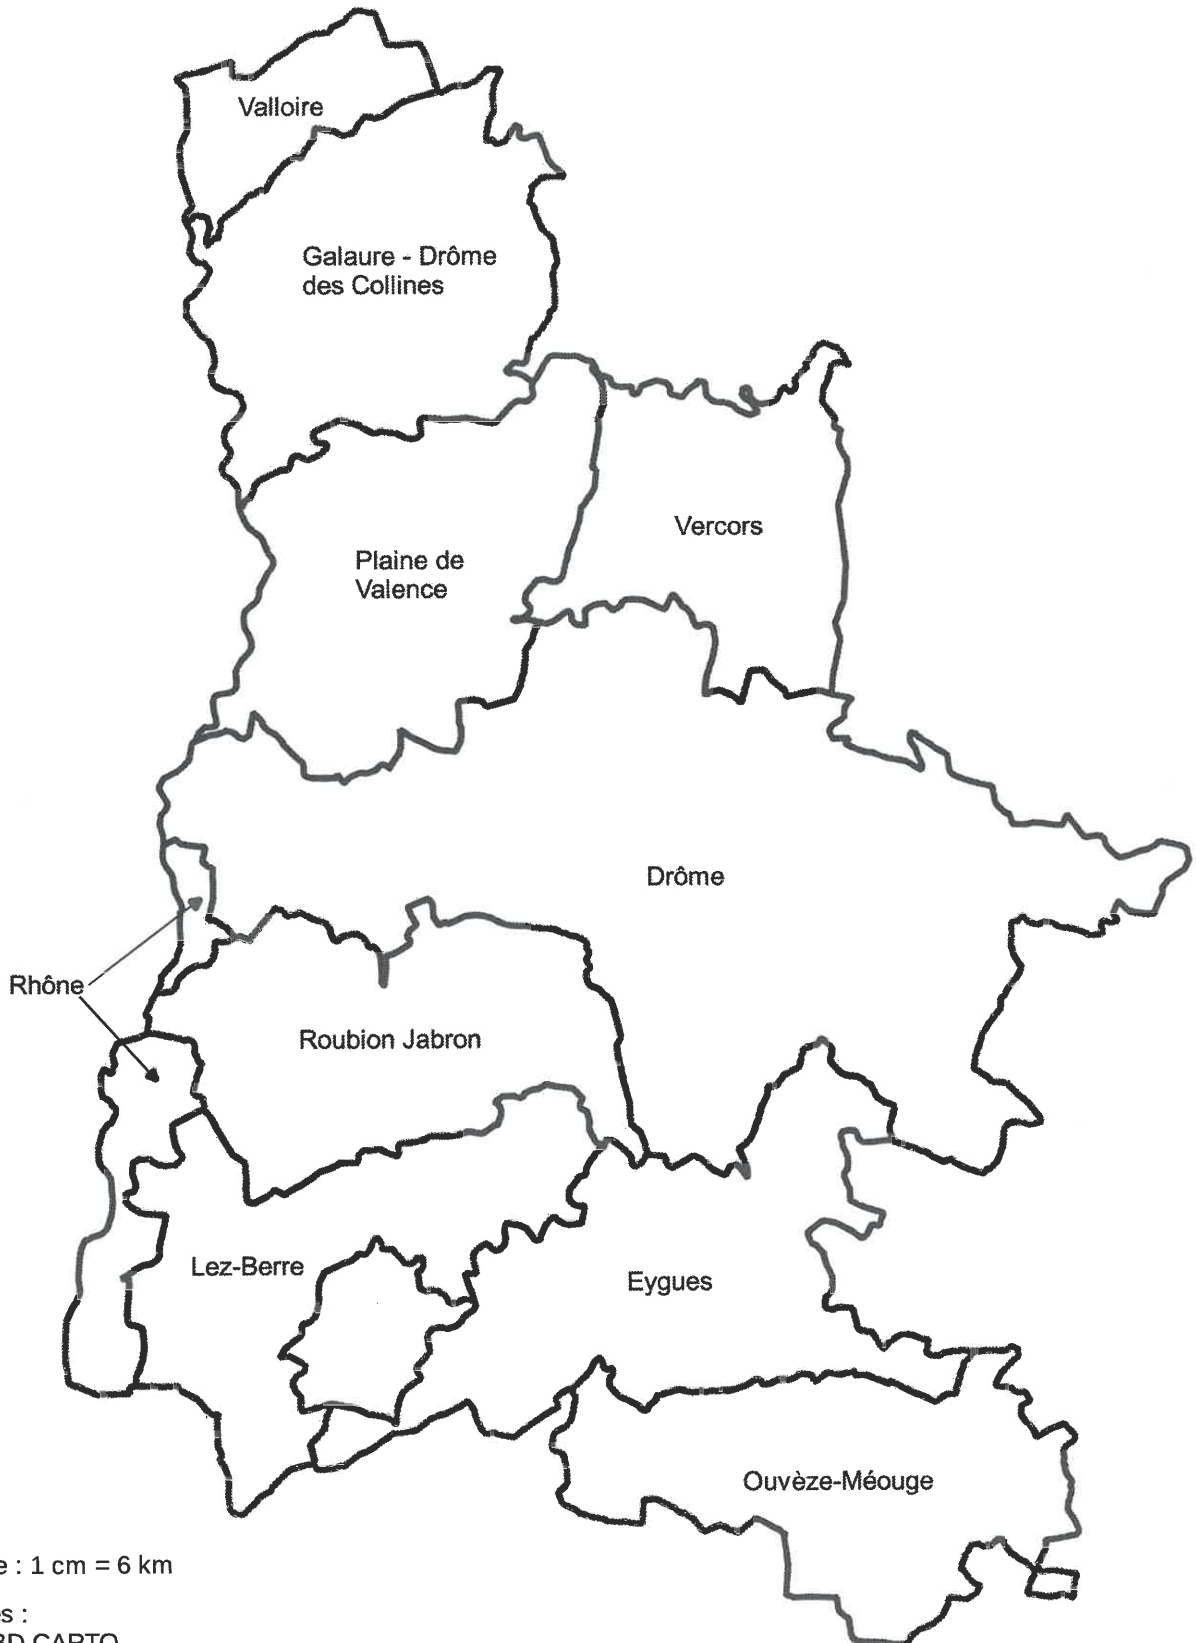 Valloire
Galaure - Drôme
des Collines
Vercors
Plaine de
Valence
Drôme
Rhône
Roubion Jabron
Lez-Berre
Eygues
Ouvèze-Méouge
: 1 cm = 6 km